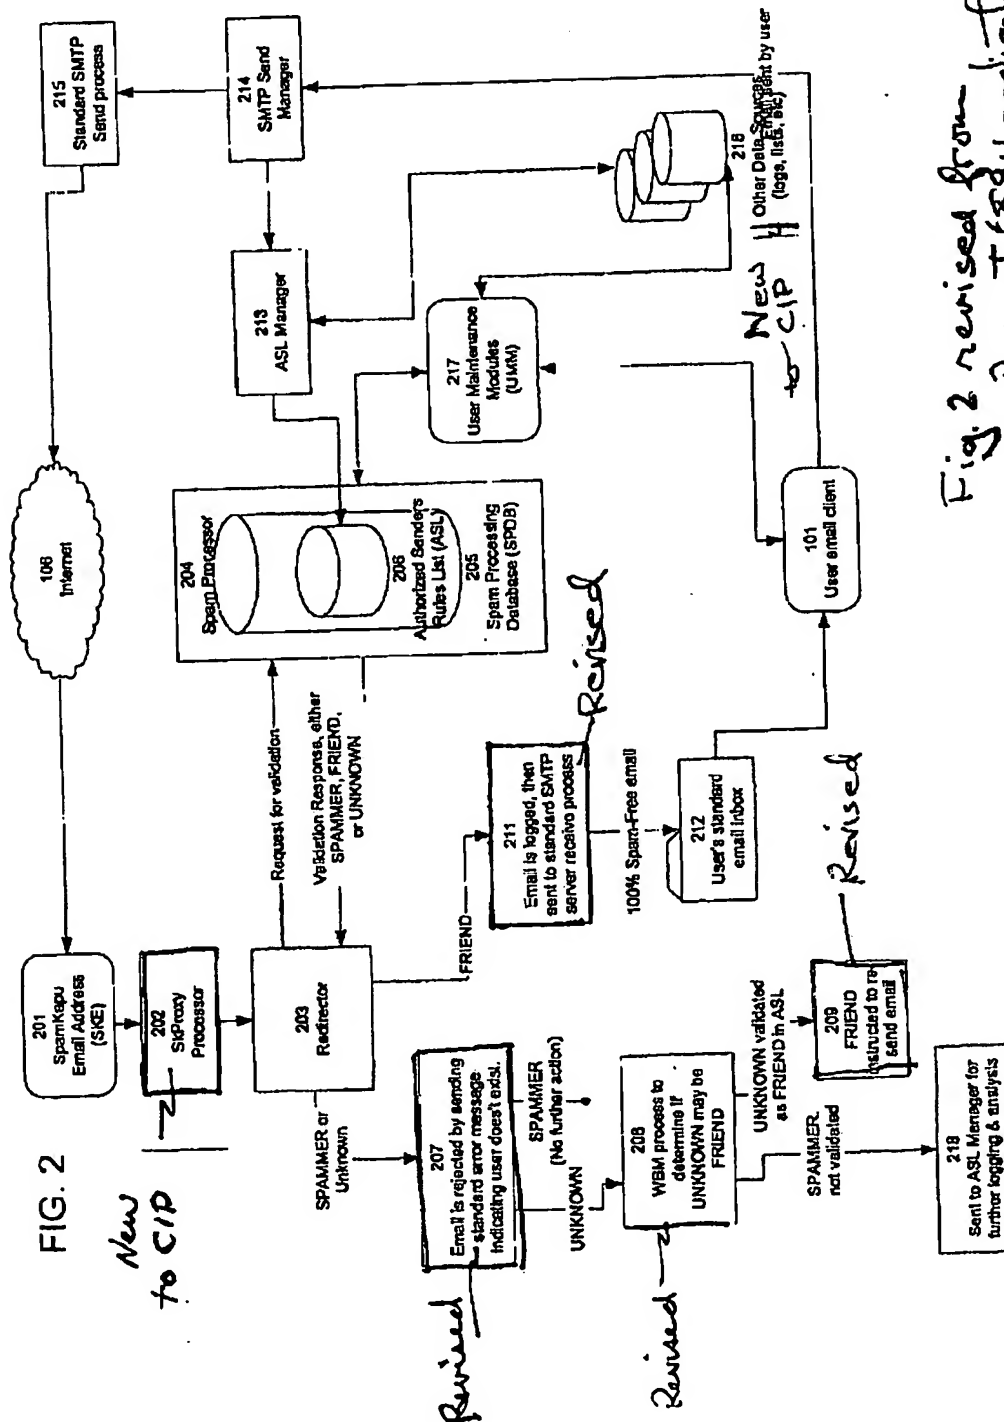 FIG. 2
New
to CIP
106
Internet
215
Standard SMTP
Send process
214
SMTP Send
Manager
213
ASL Manager
201
SpamKapu
Email Address
(SKE)
202
SkProxy
Processor
203
Redirector
Request for validation
Validation Response, either
SPAMMER, FRIEND,
or UNKNOWN
204
Spam Processor
206
Authorized Senders
Rules List (ASL)
205
Spam Processing
Database (SPDB)
217
User Maintenance
Modules
(UMM)
216
Other Data Sources
(logs, lists, etc)
Email sent by user
New
to CIP
SPAMMER or
Unknown
FRIEND
207
Email is rejected by sending
standard error message
indicating user doesn't exist.
Revised
SPAMMER
(No further action)
UNKNOWN
211
Email is logged, then
sent to standard SMTP
server receive process
Revised
100% Spam-Free email
212
User's standard
email inbox
101
User email client
208
WBM process to
determine if
UNKNOWN may be
FRIEND
Revised
UNKNOWN validated
as FRIEND in ASL
209
FRIEND
instructed to re
send email
Revised
SPAMMER
not validated
218
Sent to ASL Manager for
further logging & analysis
Fig. 2 revised from